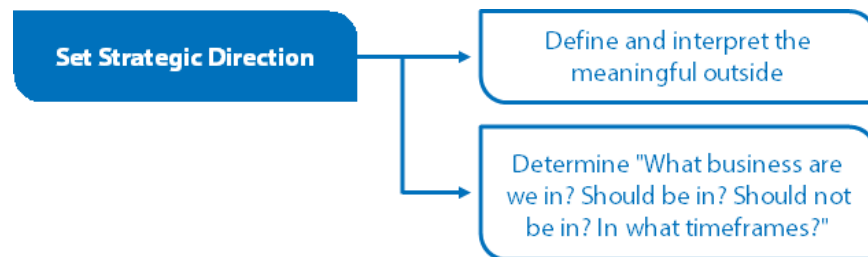 Set Strategic Direction
Define and interpret the
meaningful outside
Determine "What business are
we in? Should be in? Should not
be in? In what timeframes?"